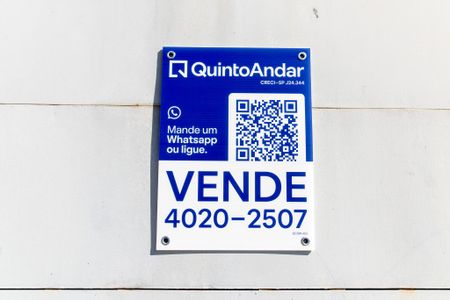 QuintoAndar
CRECI-SP J24.344
Mande um
Whatsapp
ou ligue.
VENDE
4020-2507